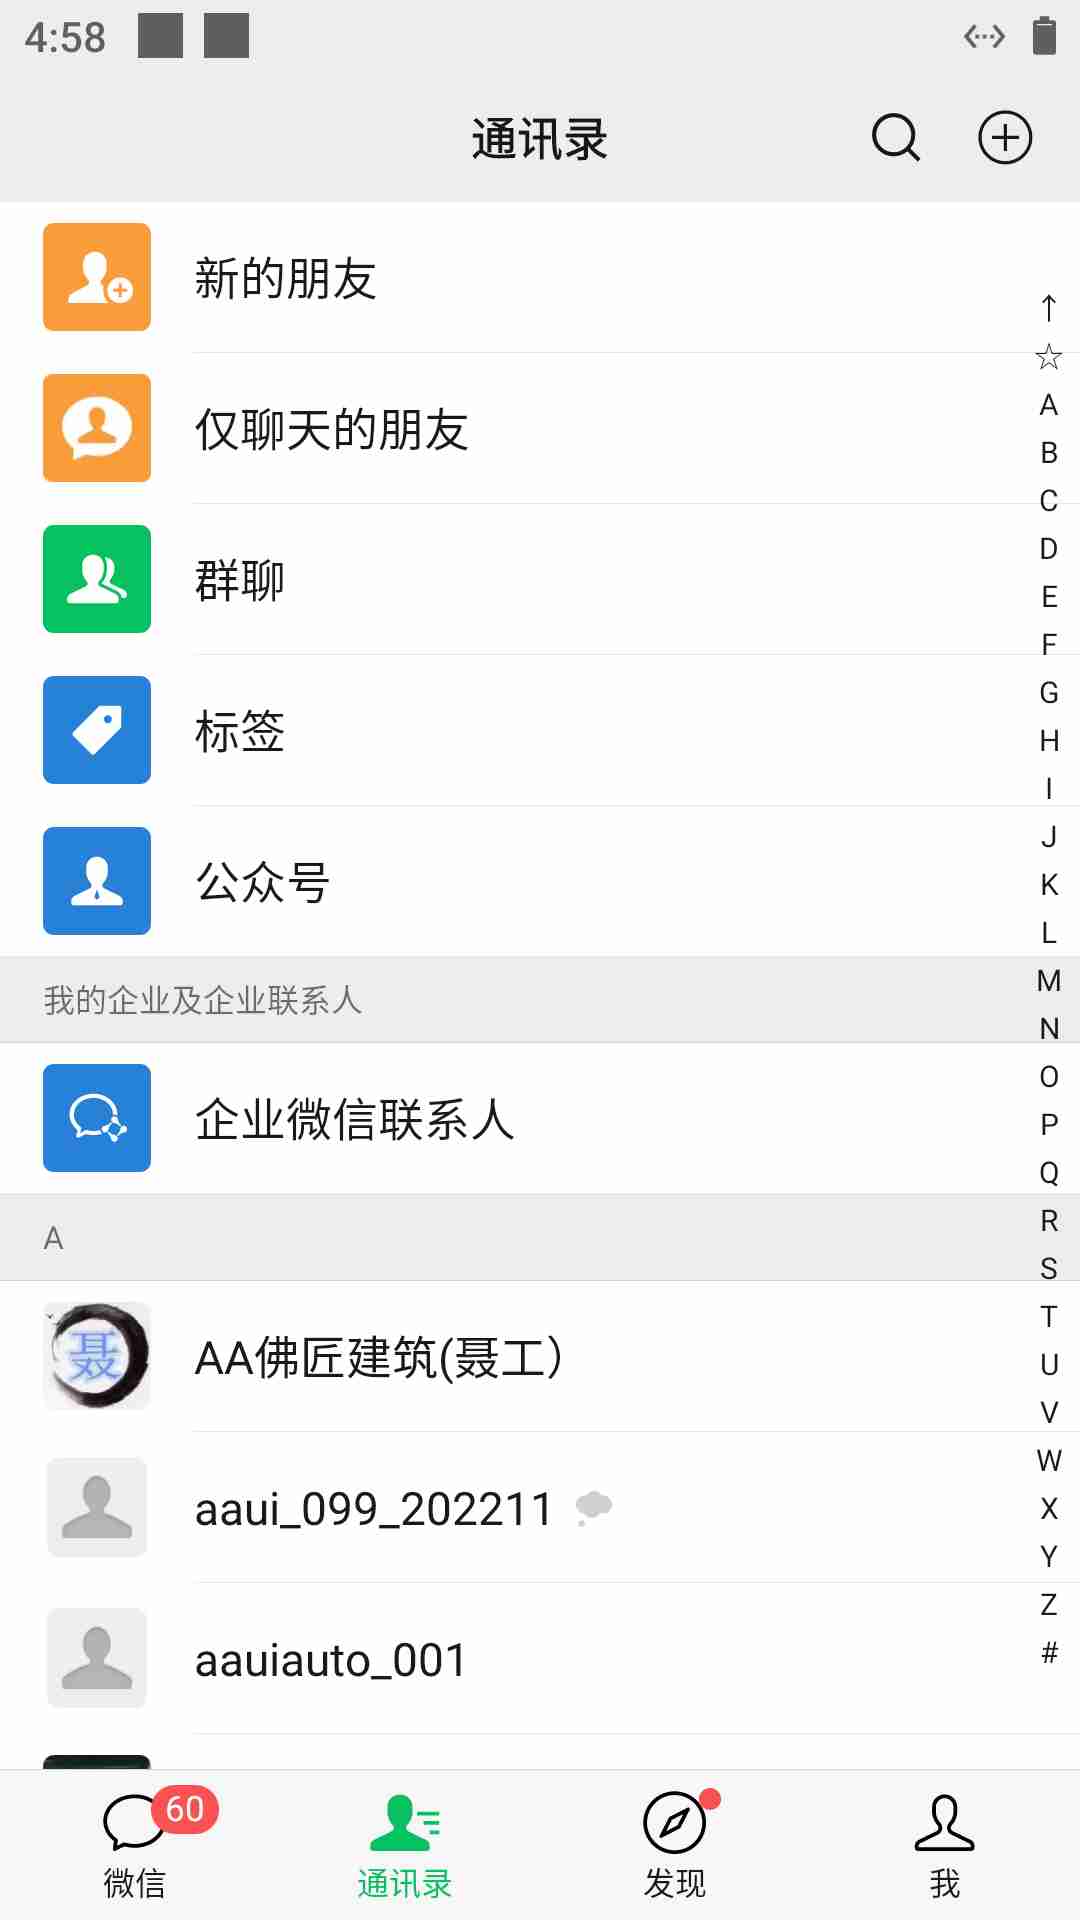 4:58
通讯录
新的朋友
仅聊天的朋友
群聊
标签
公众号
我的企业及企业联系人
企业微信联系人
A
聂
AA佛匠建筑(聂工）
aaui_099_202211
aauiauto_001
↑
☆
A
B
C
D
E
F
G
H
I
J
K
L
M
N
O
P
Q
R
S
T
U
V
W
X
Y
Z
#
60
微信
通讯录
发现
我